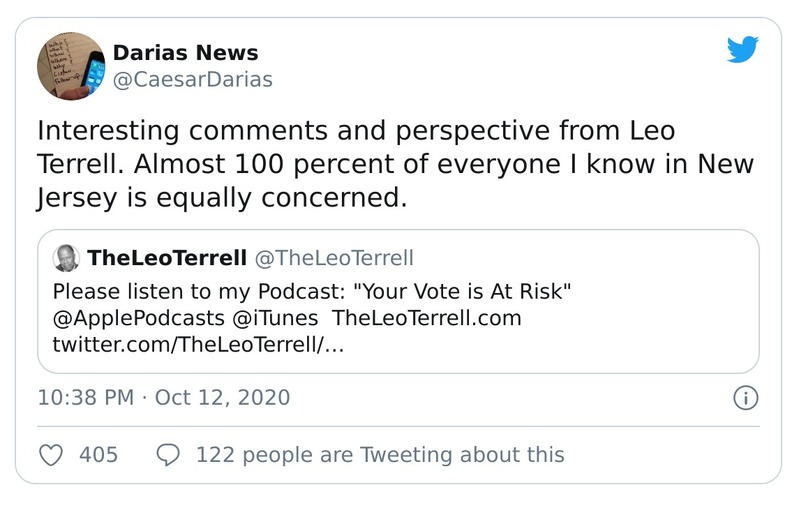 Darias News
@CaesarDarias
Interesting comments and perspective from Leo
Terrell. Almost 100 percent of everyone I know in New
Jersey is equally concerned.
TheLeoTerrell @TheLeoTerrell
Please listen to my Podcast: "Your Vote is At Risk"
@ApplePodcasts @iTunes  TheLeoTerrell.com
twitter.com/TheLeoTerrell/…
10:38 PM · Oct 12, 2020
405
122 people are Tweeting about this